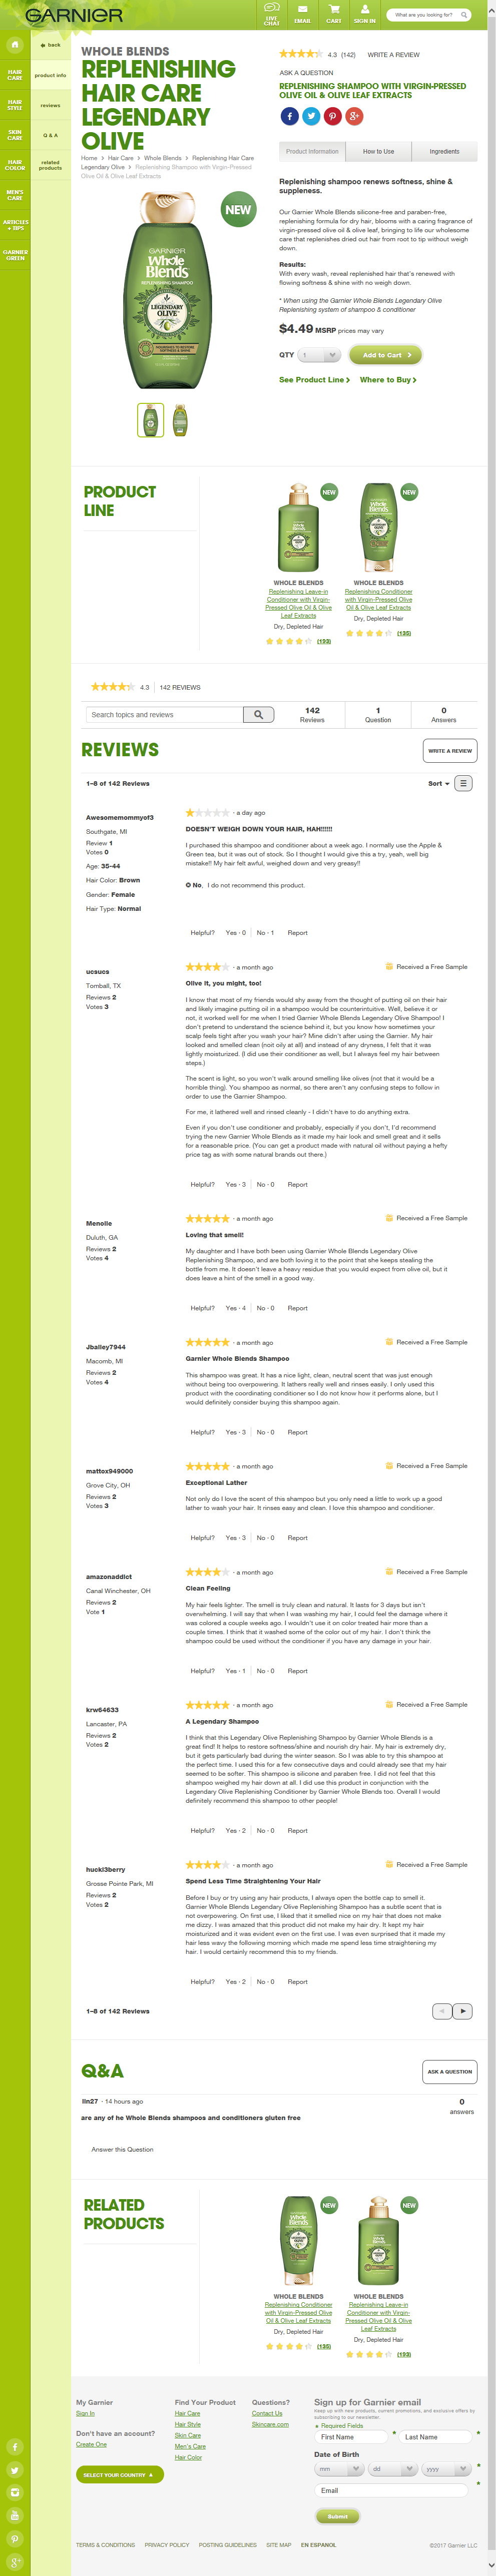 GARNIER
LIVE
CHAT
EMAIL
CART
SIGN IN
What are you looking for?
HAIR
CARE
HAIR
STYLE
SKIN
CARE
HAIR
COLOR
MEN'S
CARE
ARTICLES
+ TIPS
GARNIER
GREEN
back
product info
reviews
Q & A
related
products
WHOLE BLENDS
REPLENISHING
HAIR CARE
LEGENDARY
OLIVE
Home > Hair Care > Whole Blends > Replenishing Hair Care
Legendary Olive > Replenishing Shampoo with Virgin-Pressed
Olive Oil & Olive Leaf Extracts
NEW
GARNIER
Whole
Blends
REPLENISHING SHAMPOO
LEGENDARY
OLIVE
4.3 (142) WRITE A REVIEW
ASK A QUESTION
REPLENISHING SHAMPOO WITH VIRGIN-PRESSED
OLIVE OIL & OLIVE LEAF EXTRACTS
Product Information
How to Use
Ingredients
Replenishing shampoo renews softness, shine &
suppleness.
Our Garnier Whole Blends silicone-free and paraben-free,
replenishing formula for dry hair, blooms with a caring fragrance of
virgin-pressed olive oil & olive leaf, bringing to life our wholesome
care that replenishes dried out hair from root to tip without weigh
down.
Results:
With every wash, reveal replenished hair that's renewed with
flowing softness & shine with no weigh down.
* When using the Garnier Whole Blends Legendary Olive
Replenishing system of shampoo & conditioner
$4.49 MSRP prices may vary
QTY 1 Add to Cart >
See Product Line > Where to Buy >
PRODUCT
LINE
NEW
WHOLE BLENDS
Replenishing Leave-in
Conditioner with Virgin-
Pressed Olive Oil & Olive
Leaf Extracts
Dry, Depleted Hair
(193)
NEW
WHOLE BLENDS
Replenishing Conditioner
with Virgin-Pressed Olive
Oil & Olive Leaf Extracts
Dry, Depleted Hair
(135)
4.3 142 REVIEWS
Search topics and reviews
142
Reviews
1
Question
0
Answers
REVIEWS
WRITE A REVIEW
1–8 of 142 Reviews
Sort
Awesomemommyof3
Southgate, MI
Review 1
Votes 0
Age: 35-44
Hair Color: Brown
Gender: Female
Hair Type: Normal
· a day ago
DOESN'T WEIGH DOWN YOUR HAIR, HAH!!!!!!
I purchased this shampoo and conditioner about a week ago. I normally use the Apple &
Green tea, but it was out of stock. So I thought I would give this a try, yeah, well big
mistake!! My hair felt awful, weighed down and very greasy!!
No, I do not recommend this product.
Helpful? Yes · 0 No · 1 Report
ucsucs
Tomball, TX
Reviews 2
Votes 3
· a month ago
Received a Free Sample
Olive it, you might, too!
I know that most of my friends would shy away from the thought of putting oil on their hair
and likely imagine putting oil in a shampoo would be counterintuitive. Well, believe it or
not, it worked well for me when I tried Garnier Whole Blends Legendary Olive Shampoo! I
don't pretend to understand the science behind it, but you know how sometimes your
scalp feels tight after you wash your hair? Mine didn't after using the Garnier. My hair
looked and smelled clean (not oily at all) and instead of any dryness, I felt that it was
lightly moisturized. (I did use their conditioner as well, but I always feel my hair between
steps.)
The scent is light, so you won't walk around smelling like olives (not that it would be a
horrible thing). You shampoo as normal, so there aren't any confusing steps to follow in
order to use the Garnier Shampoo.
For me, it lathered well and rinsed cleanly - I didn't have to do anything extra.
Even if you don't use conditioner and probably, especially if you don't, I'd recommend
trying the new Garnier Whole Blends as it made my hair look and smell great and it sells
for a reasonable price. (You can get a product made with natural oil without paying a hefty
price tag as with some natural brands out there.)
Helpful? Yes · 3 No · 0 Report
Menolle
Duluth, GA
Reviews 2
Votes 4
· a month ago
Received a Free Sample
Loving that smell!
My daughter and I have both been using Garnier Whole Blends Legendary Olive
Replenishing Shampoo, and are both loving it to the point that she keeps stealing the
bottle from me. It doesn't have a heavy residue that you would expect from olive oil, but it
does leave a hint of the smell in a good way.
Helpful? Yes · 4 No · 0 Report
Jbailey7944
Macomb, MI
Reviews 2
Votes 4
· a month ago
Received a Free Sample
Garnier Whole Blends Shampoo
This shampoo was great. It has a nice light, clean, neutral scent that was just enough
without being too overpowering. It lathers really well and rinses easily. I only used this
product with the coordinating conditioner so I do not know how it performs alone, but I
would definitely consider this shampoo again.
Helpful? Yes · 3 No · 0 Report
mattox949000
Grove City, OH
Reviews 2
Votes 3
· a month ago
Received a Free Sample
Exceptional Lather
Not only do I love the scent of this shampoo but you only need a little to work up a good
lather to wash your hair. It rinses easy and clean. I love this shampoo and conditioner.
Helpful? Yes · 3 No · 0 Report
amazonaddict
Canal Winchester, OH
Reviews 2
Vote 1
· a month ago
Received a Free Sample
Clean Feeling
My hair feels lighter. The smell is truly clean and natural. It lasts for 3 days but isn't
overwhelming. I will say that when I was washing my hair, I could feel the damage where it
was colored a couple weeks ago. I wouldn't use it on color treated hair more than a
couple times. I think that it washed some of the color out of my hair. I don't think the
shampoo could be used without the conditioner if you have any damage in your hair.
Helpful? Yes · 1 No · 0 Report
krw64633
Lancaster, PA
Reviews 2
Votes 2
· a month ago
Received a Free Sample
A Legendary Shampoo
I think that this Legendary Olive Replenishing Shampoo by Garnier Whole Blends is a
great find! It helps to restore softness/shine and nourish dry hair. My hair is extremely dry,
but it gets particularly bad during the winter season. So I was able to try this shampoo at
the perfect time. I used this for a few consecutive days and could already see that my hair
seemed to be softer. This shampoo is silicone and paraben free. I did not feel that this
shampoo weighed my hair down at all. I did use this product in conjunction with the
Legendary Olive Replenishing Conditioner by Garnier Whole Blends too. Overall I would
definitely recommend this shampoo to other people!
Helpful? Yes · 2 No · 0 Report
huckl3berry
Grosse Pointe Park, MI
Reviews 2
Votes 2
· a month ago
Received a Free Sample
Spend Less Time Straightening Your Hair
Before I buy or try using any hair products, I always open the bottle cap to smell it.
Garnier Whole Blends Legendary Olive Replenishing Shampoo has a subtle scent that is
not overpowering. On first use, I liked that it smelled nice on my hair that does not make
me dizzy. I was amazed that this product did not make my hair dry. It kept my hair
moisturized and it was evident even on the first use. I was even surprised that it made my
hair less wavy the following morning which made me spend less time straightening my
hair. I would certainly recommend this to my friends.
Helpful? Yes · 2 No · 0 Report
1–8 of 142 Reviews
Q&A
ASK A QUESTION
lin27 · 14 hours ago
are any of he Whole Blends shampoos and conditioners gluten free
0
answers
Answer this Question
RELATED
PRODUCTS
NEW
WHOLE BLENDS
Replenishing Conditioner
with Virgin-Pressed Olive
Oil & Olive Leaf Extracts
Dry, Depleted Hair
(135)
NEW
WHOLE BLENDS
Replenishing Leave-in
Conditioner with Virgin-
Pressed Olive Oil & Olive
Leaf Extracts
Dry, Depleted Hair
(193)
My Garnier
Sign In
Don't have an account?
Create One
SELECT YOUR COUNTRY
Find Your Product
Hair Care
Hair Style
Skin Care
Men's Care
Hair Color
Questions?
Contact Us
Skincare.com
Sign up for Garnier email
Keep up with new products, current promotions, and exclusive offers by
subscribing to our newsletter.
* Required Fields
First Name * Last Name *
Date of Birth
mm dd yyyy *
Email *
Submit
TERMS & CONDITIONS PRIVACY POLICY POSTING GUIDELINES SITE MAP EN ESPANOL
©2017 Garnier LLC